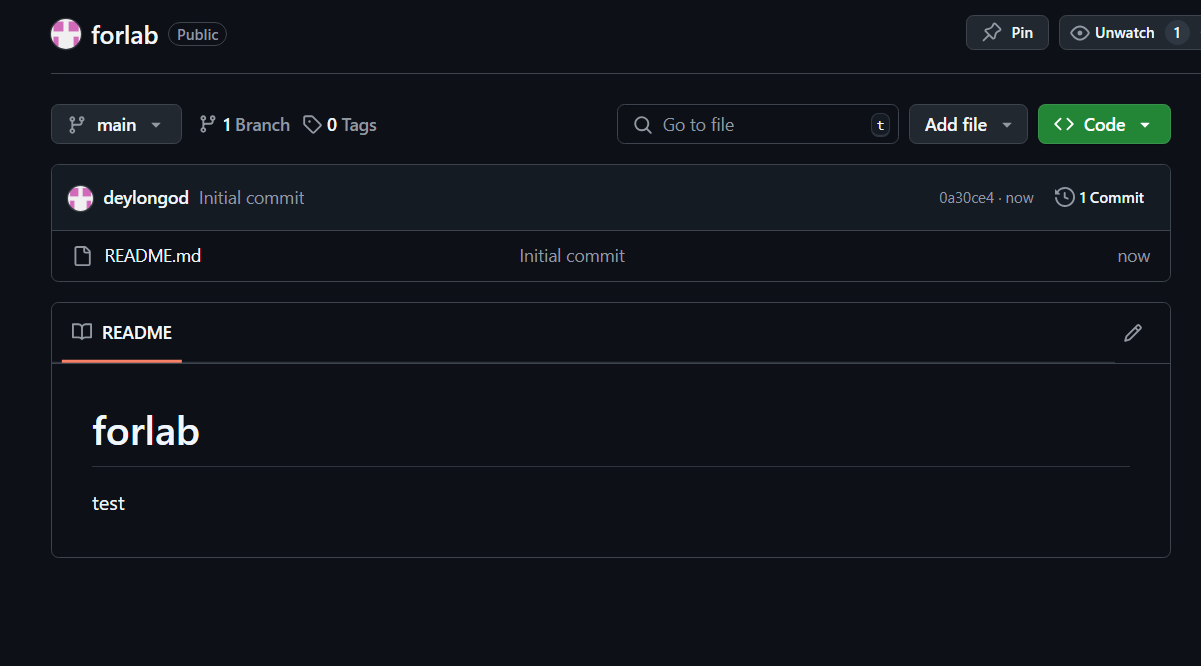 forlab Public Pin Unwatch 1
main 1 Branch 0 Tags Go to file t Add file Code
deylongod Initial commit 0a30ce4 · now 1 Commit
README.md Initial commit now
README
forlab
test